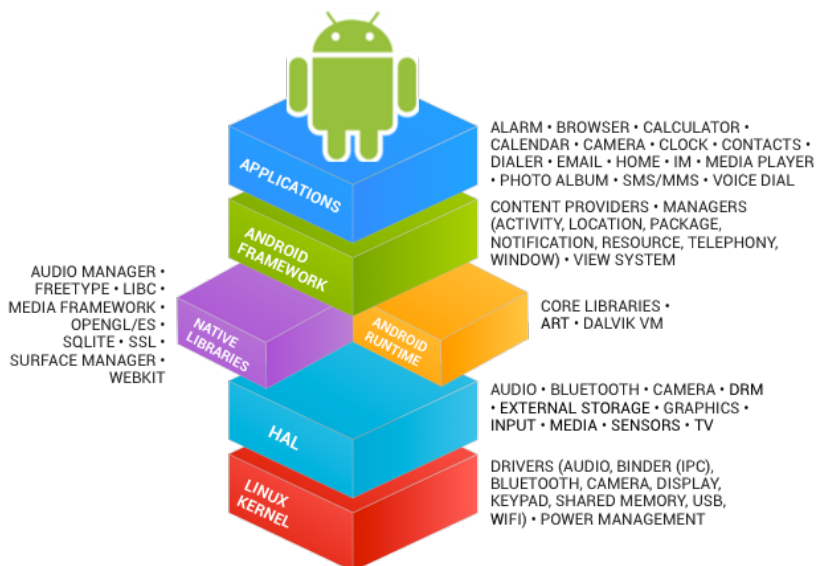 ALARM • BROWSER • CALCULATOR •
CALENDAR • CAMERA • CLOCK • CONTACTS •
DIALER • EMAIL • HOME • IM • MEDIA PLAYER
• PHOTO ALBUM • SMS/MMS • VOICE DIAL
APPLICATIONS
CONTENT PROVIDERS • MANAGERS
(ACTIVITY, LOCATION, PACKAGE,
NOTIFICATION, RESOURCE, TELEPHONY,
WINDOW) • VIEW SYSTEM
ANDROID
FRAMEWORK
AUDIO MANAGER •
FREETYPE • LIBC •
MEDIA FRAMEWORK •
OPENGL/ES •
SQLITE • SSL •
SURFACE MANAGER •
WEBKIT
NATIVE
LIBRARIES
ANDROID
RUNTIME
CORE LIBRARIES •
ART • DALVIK VM
HAL
AUDIO • BLUETOOTH • CAMERA • DRM
• EXTERNAL STORAGE • GRAPHICS •
INPUT • MEDIA • SENSORS • TV
LINUX
KERNEL
DRIVERS (AUDIO, BINDER (IPC),
BLUETOOTH, CAMERA, DISPLAY,
KEYPAD, SHARED MEMORY, USB,
WIFI) • POWER MANAGEMENT